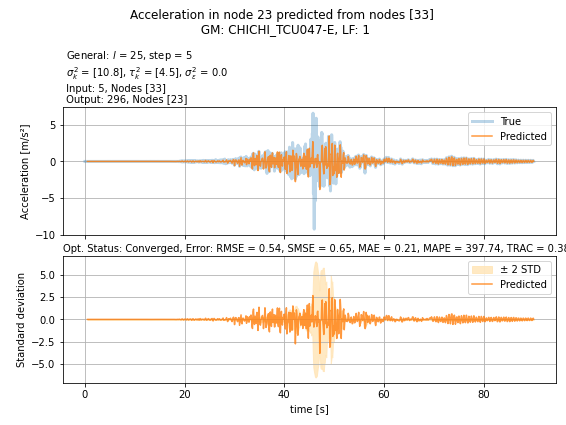 Acceleration in node 23 predicted from nodes [33]
GM: CHICHI_TCU047-E, LF: 1
General: l = 25, step = 5
σ²ₖ = [10.8], τ²ₖ = [4.5], σ²ε = 0.0
Input: 5, Nodes [33]
Output: 296, Nodes [23]
Acceleration [m/s²]
5
0
−5
−10
True
Predicted
Opt. Status: Converged, Error: RMSE = 0.54, SMSE = 0.65, MAE = 0.21, MAPE = 397.74, TRAC = 0.38
Standard deviation
5.0
2.5
0.0
−2.5
−5.0
± 2 STD
Predicted
0 20 40 60 80
time [s]